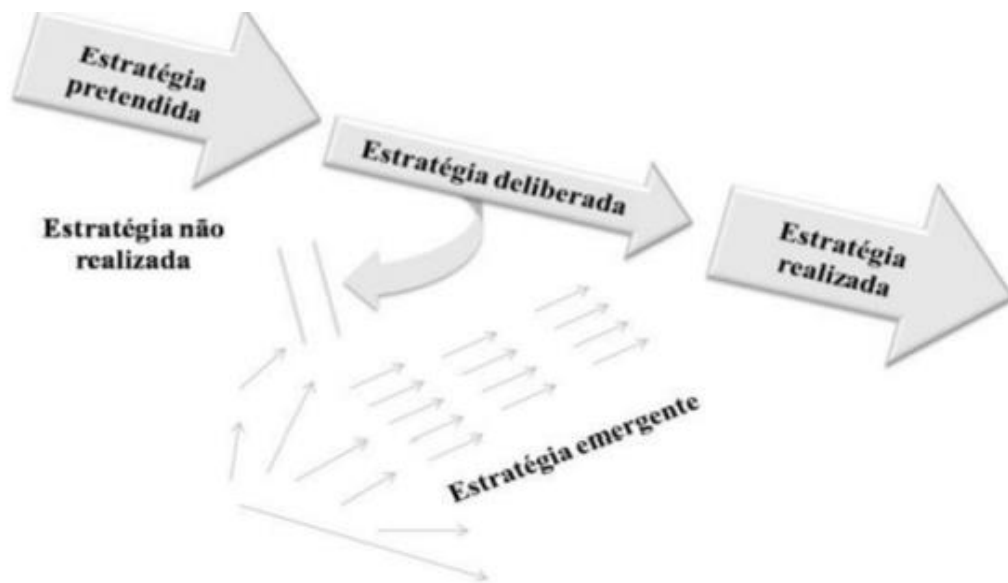 Estratégia
pretendida
Estratégia deliberada
Estratégia não
realizada
Estratégia
realizada
Estratégia emergente